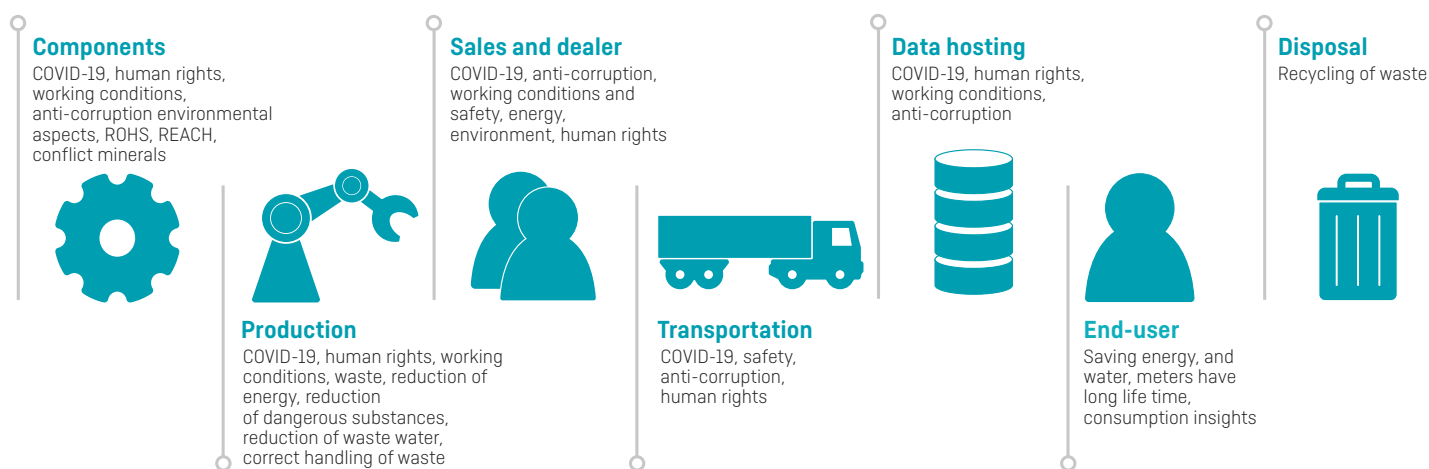 Components
COVID-19, human rights,
working conditions,
anti-corruption environmental
aspects, ROHS, REACH,
conflict minerals
Production
COVID-19, human rights, working
conditions, waste, reduction of
energy, reduction
of dangerous substances,
reduction of waste water,
correct handling of waste
Sales and dealer
COVID-19, anti-corruption,
working conditions and
safety, energy,
environment, human rights
Transportation
COVID-19, safety,
anti-corruption,
human rights
Data hosting
COVID-19, human rights,
working conditions,
anti-corruption
End-user
Saving energy, and
water, meters have
long life time,
consumption insights
Disposal
Recycling of waste